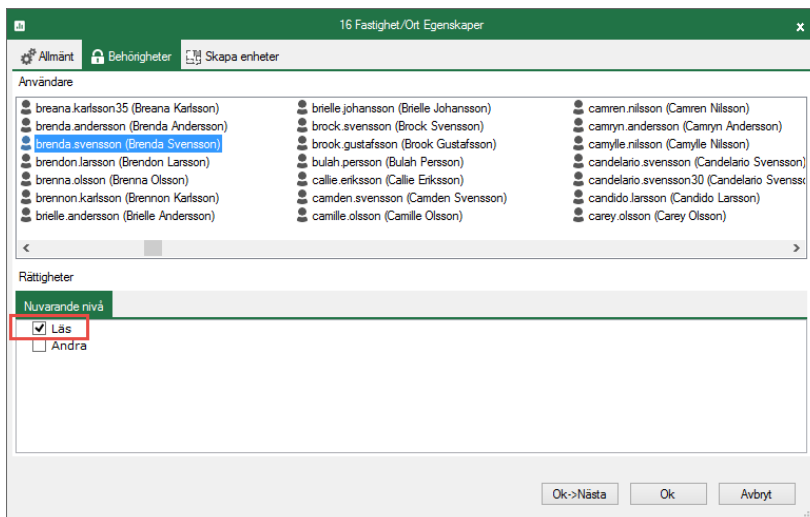 16 Fastighet/Ort Egenskaper
x
Allmänt Behörigheter Skapa enheter
Användare
breana.karlsson35 (Breana Karlsson) brielle.johansson (Brielle Johansson) camren.nilsson (Camren Nilsson)
brenda.andersson (Brenda Andersson) brock.svensson (Brock Svensson) camryn.andersson (Camryn Andersson)
brenda.svensson (Brenda Svensson) brook.gustafsson (Brook Gustafsson) camylle.nilsson (Camylle Nilsson)
brendon.larsson (Brendon Larsson) bulah.persson (Bulah Persson) candelario.svensson (Candelario Svensson)
brenna.olsson (Brenna Olsson) callie.eriksson (Callie Eriksson) candelario.svensson30 (Candelario Svenss
brennon.karlsson (Brennon Karlsson) camden.svensson (Camden Svensson) candido.larsson (Candido Larsson)
brielle.andersson (Brielle Andersson) camille.olsson (Camille Olsson) carey.olsson (Carey Olsson)
Rättigheter
Nuvarande nivå
Läs
Andra
Ok->Nästa Ok Avbryt